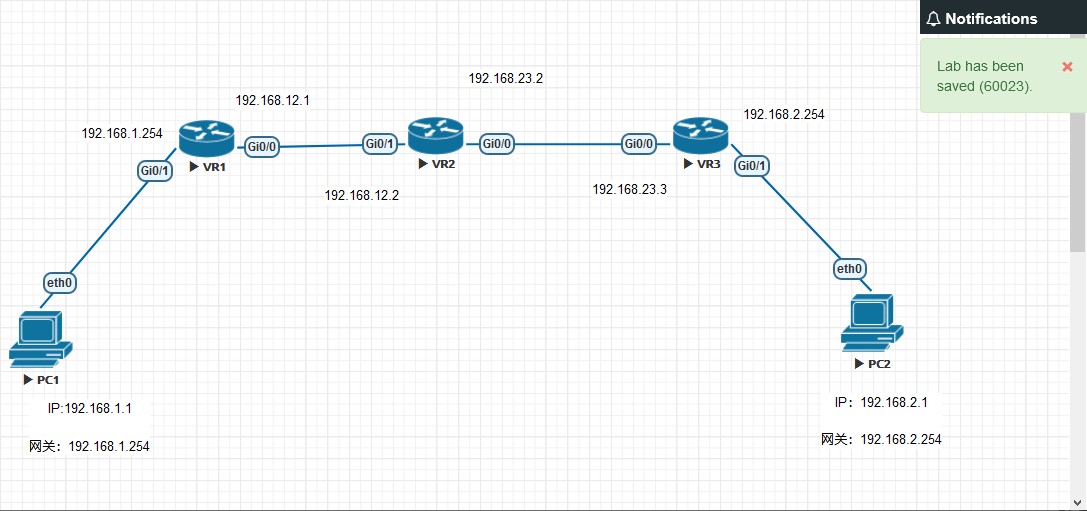 Notifications
Lab has been
saved (60023).
192.168.23.2
192.168.12.1
192.168.2.254
192.168.1.254
Gi0/0
Gi0/1
Gi0/0
Gi0/0
VR1
VR2
VR3
Gi0/1
Gi0/1
192.168.12.2
192.168.23.3
eth0
eth0
PC1
PC2
IP:192.168.1.1
IP：192.168.2.1
网关：192.168.1.254
网关：192.168.2.254